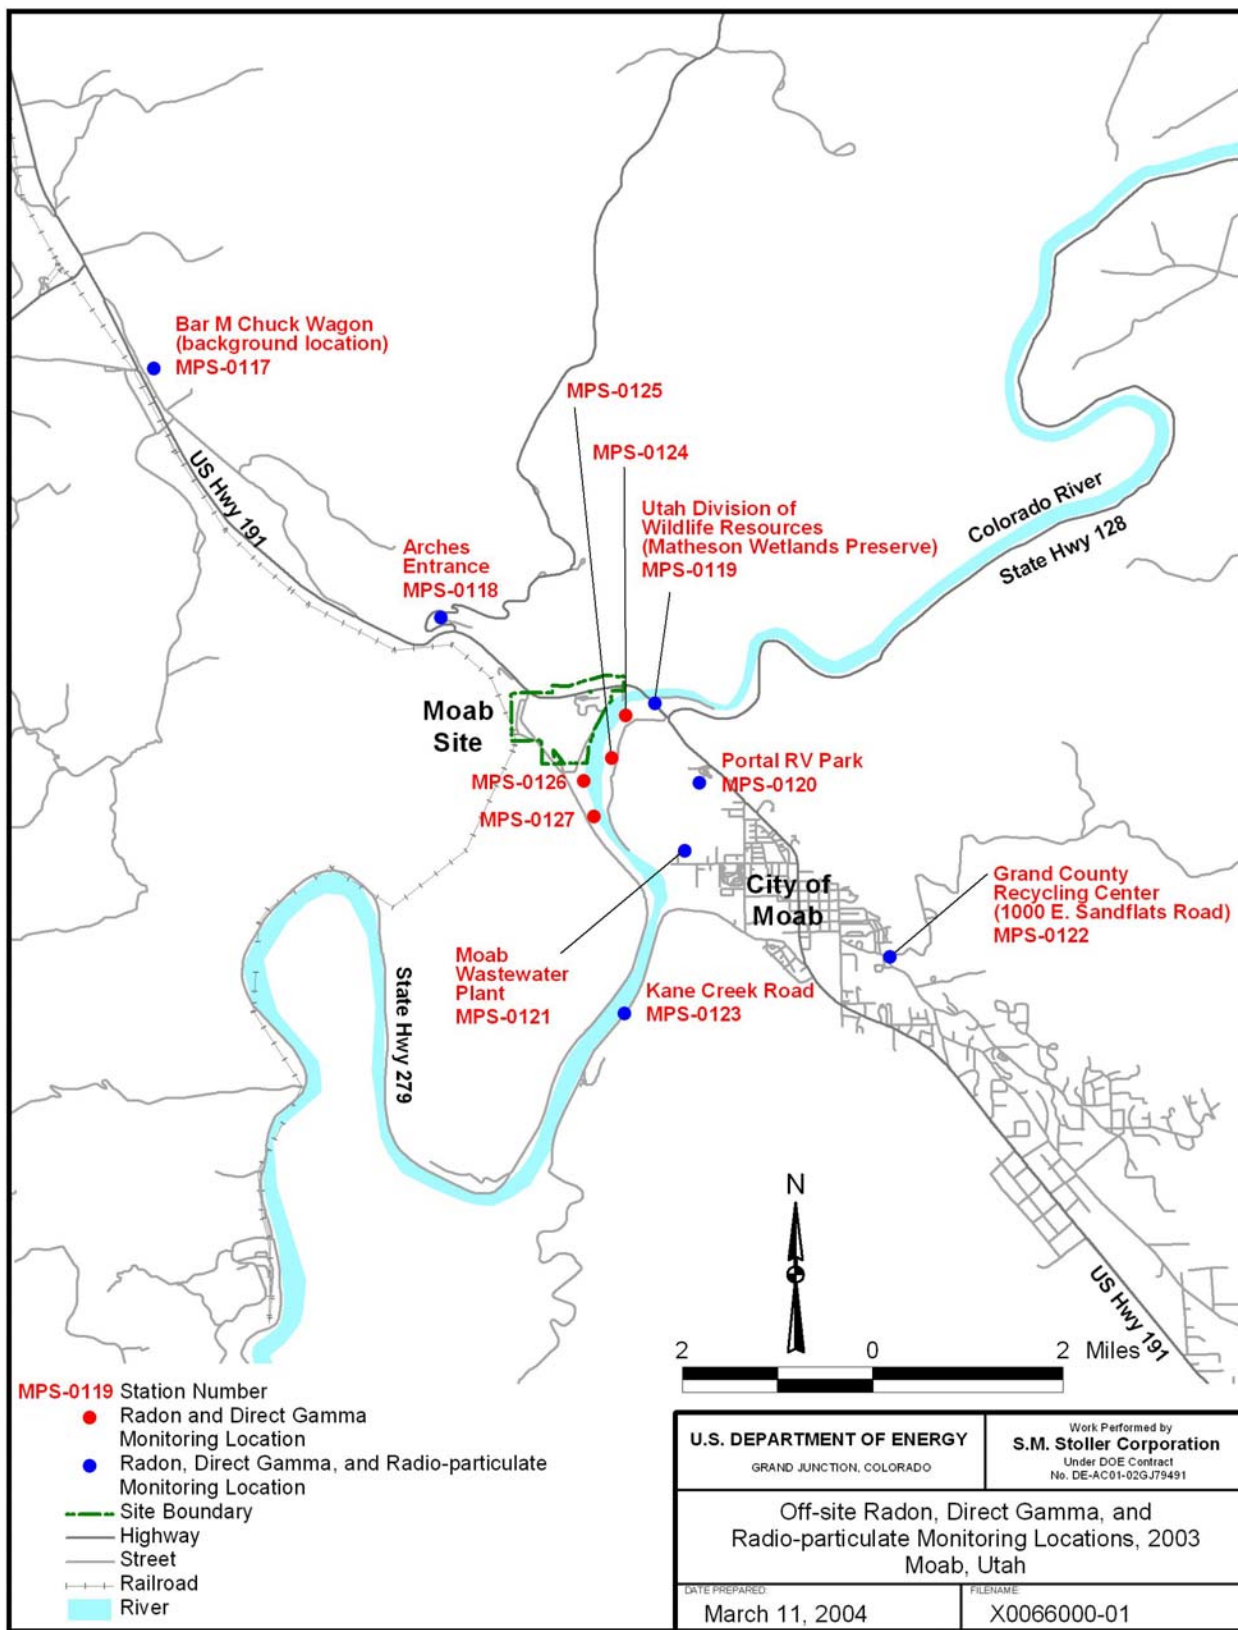 Bar M Chuck Wagon
(background location)
MPS-0117
MPS-0125
MPS-0124
US Hwy 191
Utah Division of
Wildlife Resources
(Matheson Wetlands Preserve)
MPS-0119
Colorado River
State Hwy 128
Arches
Entrance
MPS-0118
Moab
Site
MPS-0126
MPS-0127
Portal RV Park
MPS-0120
City of
Moab
Grand County
Recycling Center
(1000 E. Sandflats Road)
MPS-0122
Moab
Wastewater
Plant
MPS-0121
State Hwy 279
Kane Creek Road
MPS-0123
N
US Hwy 191
2 0 2 Miles
MPS-0119 Station Number
Radon and Direct Gamma
Monitoring Location
Radon, Direct Gamma, and Radio-particulate
Monitoring Location
Site Boundary
Highway
Street
Railroad
River
U.S. DEPARTMENT OF ENERGY
GRAND JUNCTION, COLORADO
Work Performed by
S.M. Stoller Corporation
Under DOE Contract
No. DE-AC01-02GJ79491
Off-site Radon, Direct Gamma, and
Radio-particulate Monitoring Locations, 2003
Moab, Utah
DATE PREPARED:
March 11, 2004
FILENAME:
X0066000-01